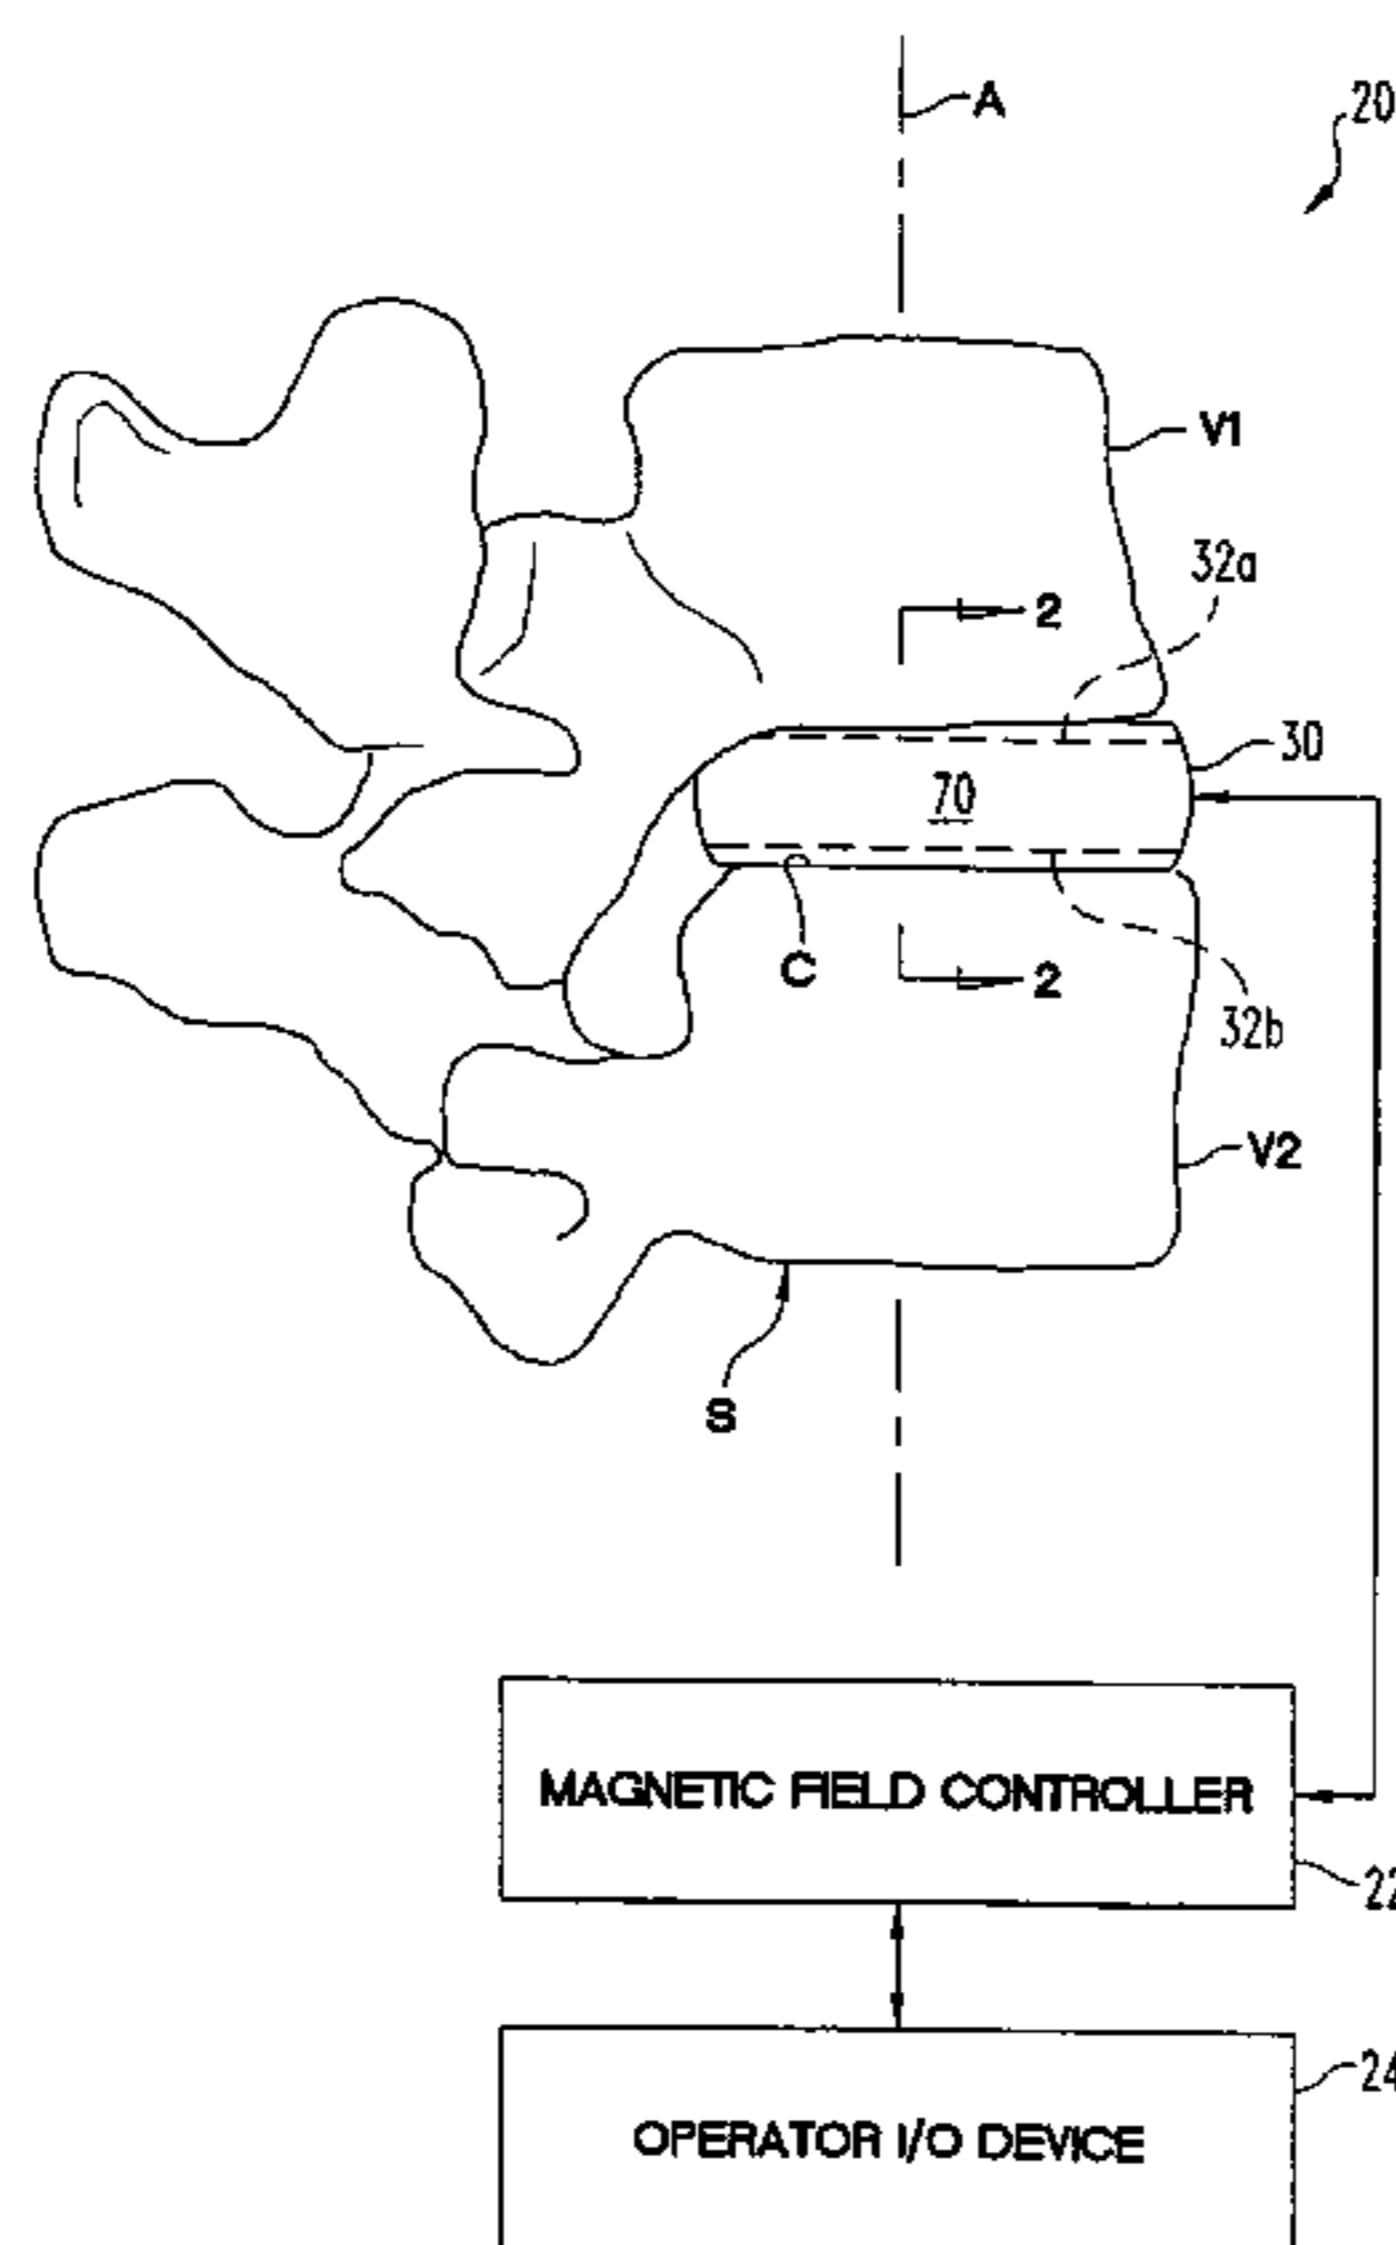 A
20
V1
32a
2
30
70
C
2
32b
V2
S
MAGNETIC FIELD CONTROLLER
22
24
OPERATOR I/O DEVICE